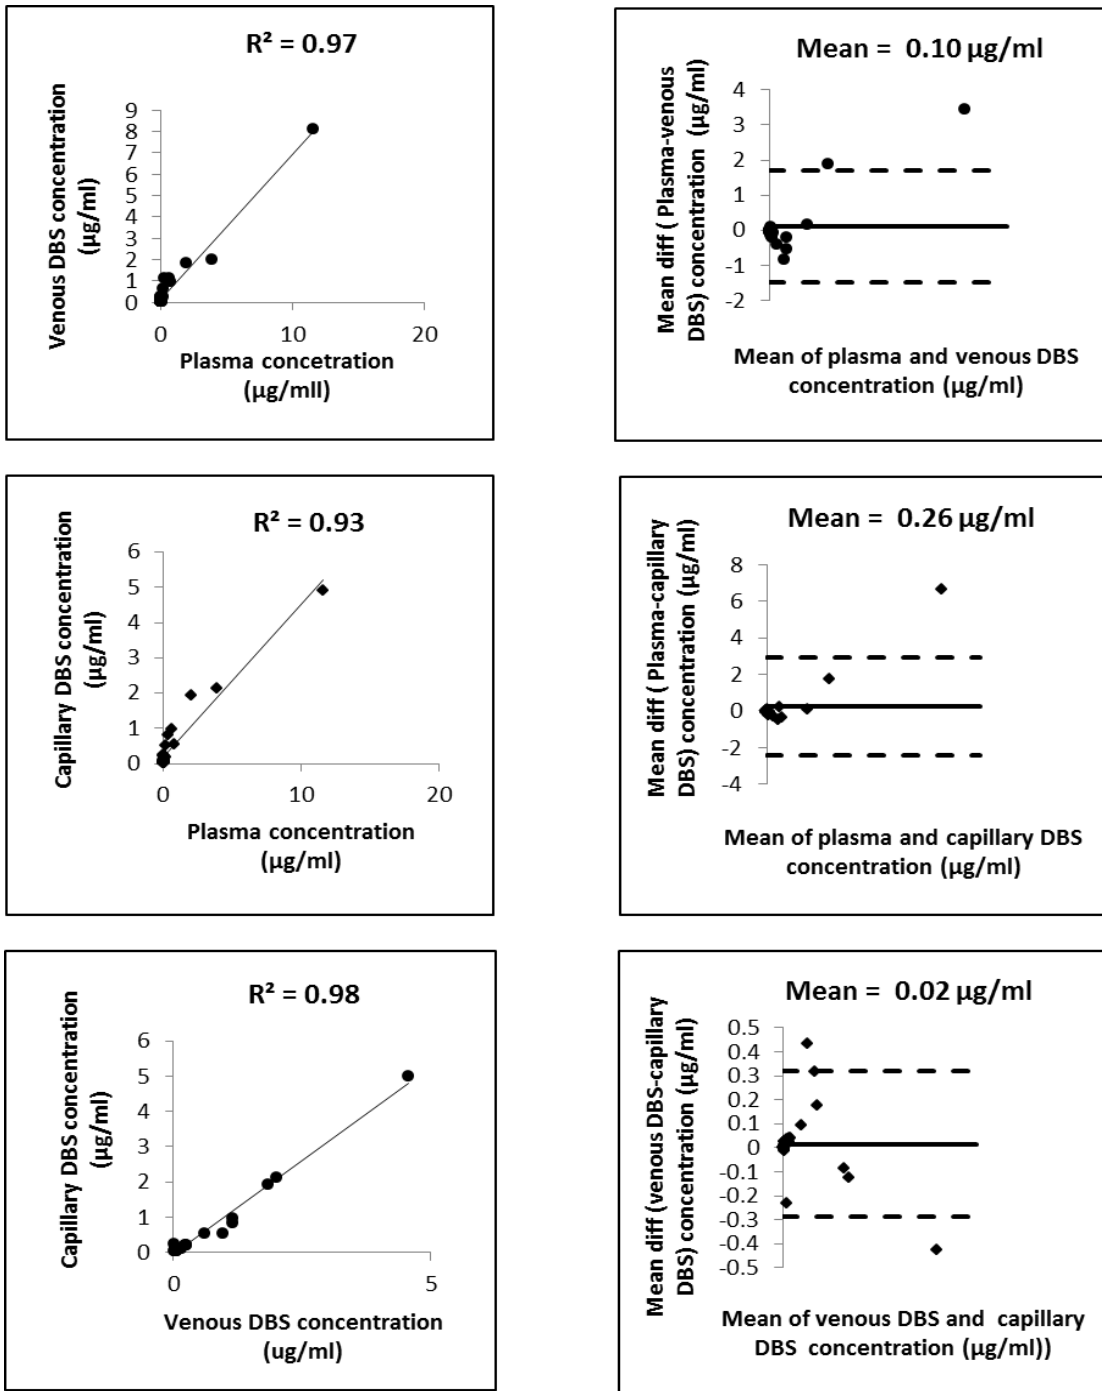 R² = 0.97
Venous DBS concentration
(µg/ml)
9
8
7
6
5
4
3
2
1
0
0 10 20
Plasma concetration
(µg/mll)
Mean = 0.10 µg/ml
Mean diff ( Plasma-venous
DBS) concentration (µg/ml)
4
3
2
1
0
-1
-2
Mean of plasma and venous DBS
concentration (µg/ml)
R² = 0.93
Capillary DBS concentration
(µg/ml)
6
5
4
3
2
1
0
0 10 20
Plasma concentration
(µg/ml)
Mean = 0.26 µg/ml
Mean diff ( Plasma-capillary
DBS) concentration (µg/ml)
8
6
4
2
0
-2
-4
Mean of plasma and capillary DBS
concentration (µg/ml)
R² = 0.98
Capillary DBS concentration
(µg/ml)
6
5
4
3
2
1
0
0 5
Venous DBS concentration
(ug/ml)
Mean = 0.02 µg/ml
Mean diff (venous DBS-capillary
DBS) concentration (µg/ml)
0.5
0.4
0.3
0.2
0.1
0
-0.1
-0.2
-0.3
-0.4
-0.5
Mean of venous DBS and capillary
DBS concentration (µg/ml))